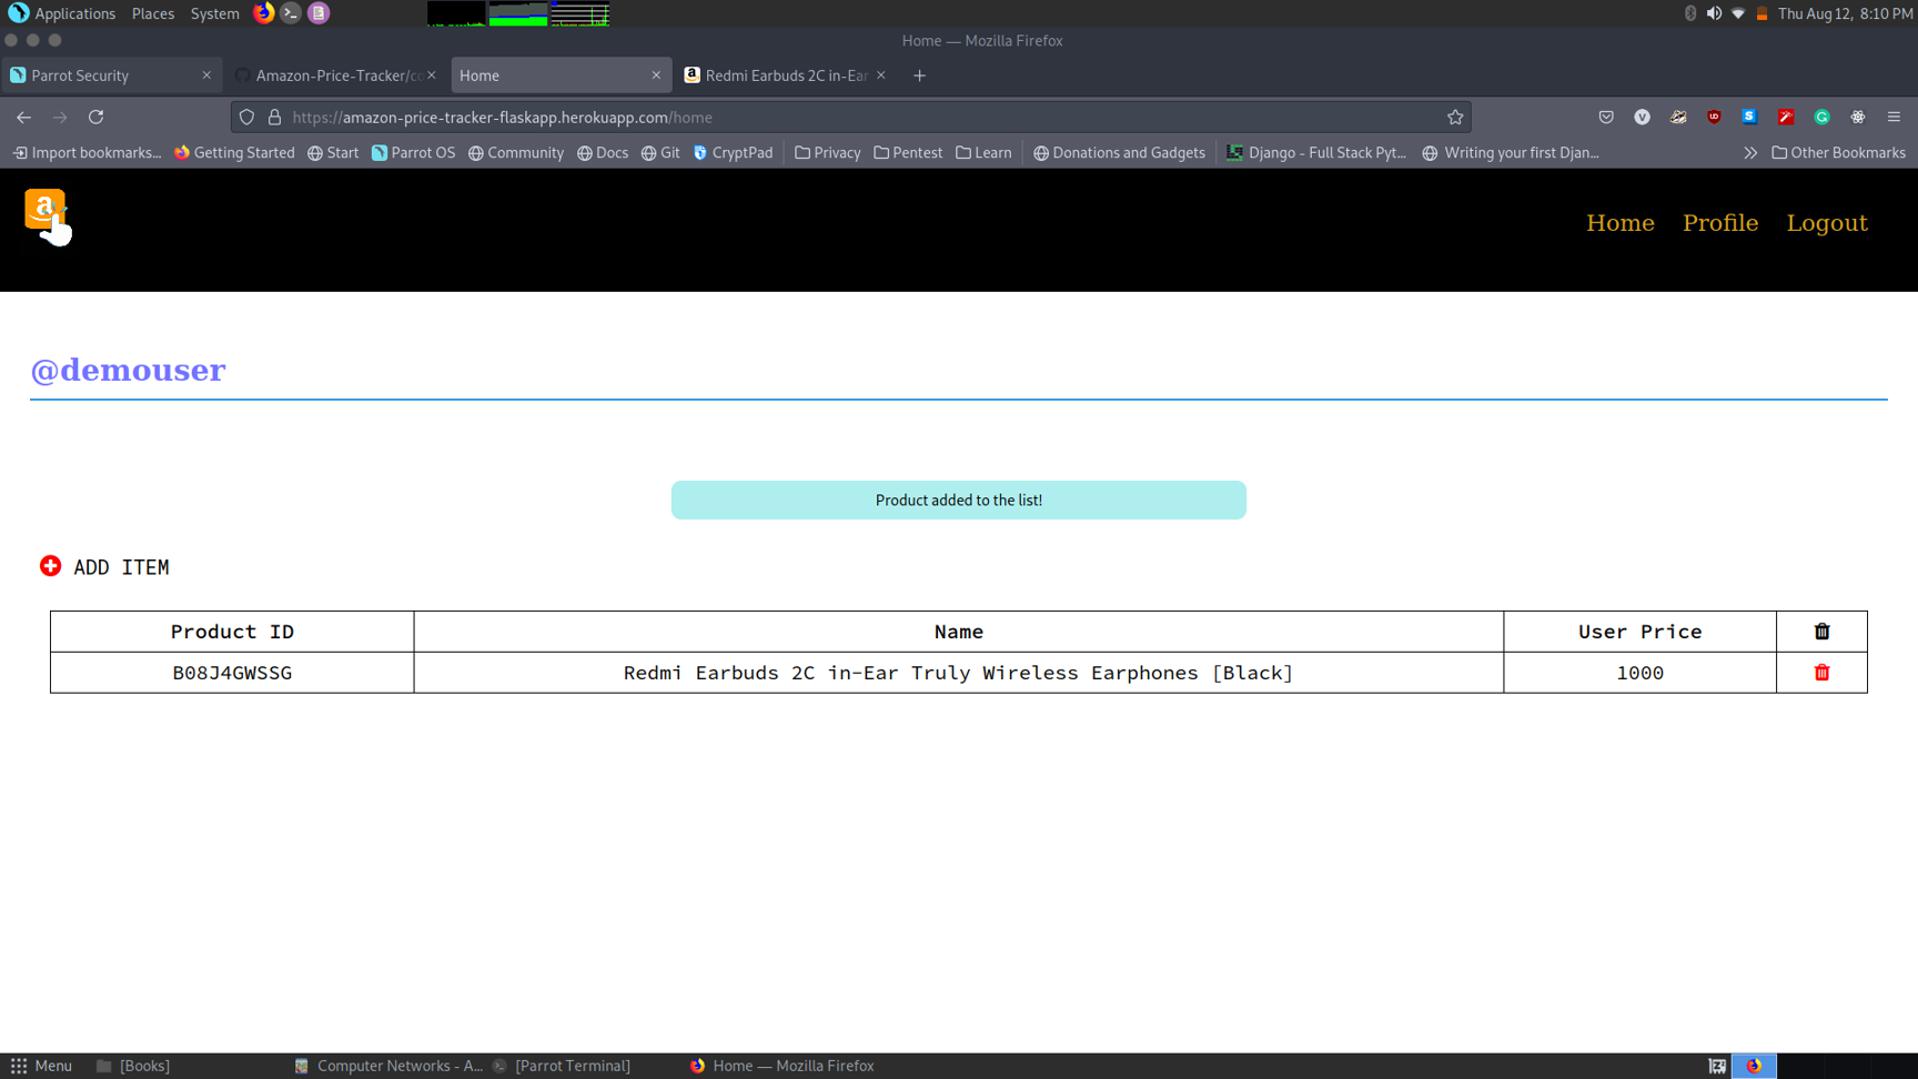 Applications Places System Thu Aug 12, 8:10 PM
Home — Mozilla Firefox
Parrot Security Amazon-Price-Tracker/co Home Redmi Earbuds 2C in-Ear
https://amazon-price-tracker-flaskapp.herokuapp.com/home
Import bookmarks... Getting Started Start Parrot OS Community Docs Git CryptPad Privacy Pentest Learn Donations and Gadgets Django - Full Stack Pyt... Writing your first Djan... Other Bookmarks
Home Profile Logout
@demouser
Product added to the list!
ADD ITEM
Product ID Name User Price
B08J4GWSSG Redmi Earbuds 2C in-Ear Truly Wireless Earphones [Black] 1000
Menu [Books] Computer Networks - A... [Parrot Terminal] Home — Mozilla Firefox